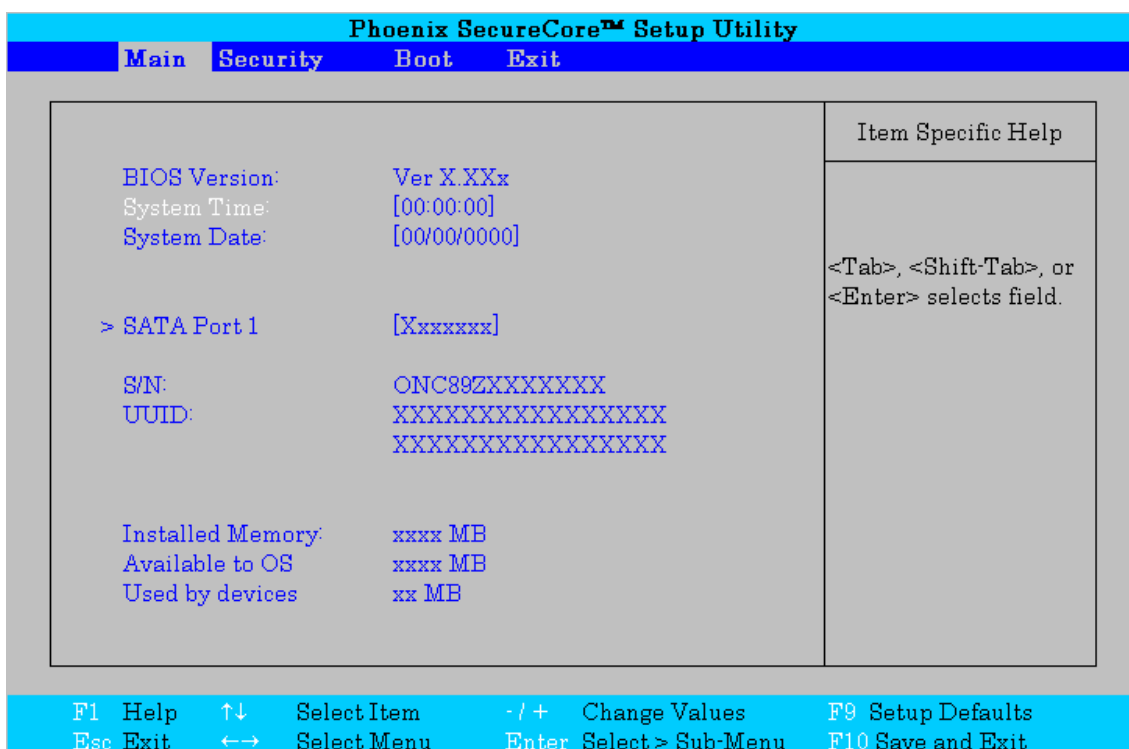 Phoenix SecureCore™ Setup Utility
Main Security Boot Exit
Item Specific Help
BIOS Version: Ver X.XXx
System Time: [00:00:00]
System Date: [00/00/0000]
<Tab>, <Shift-Tab>, or
<Enter> selects field.
> SATA Port 1 [Xxxxxxx]
S/N: ONC89ZXXXXXXX
UUID: XXXXXXXXXXXXXXXX
XXXXXXXXXXXXXXXX
Installed Memory: xxxx MB
Available to OS xxxx MB
Used by devices xx MB
F1 Help ↑↓ Select Item - / + Change Values F9 Setup Defaults
Esc Exit ←→ Select Menu Enter Select > Sub-Menu F10 Save and Exit